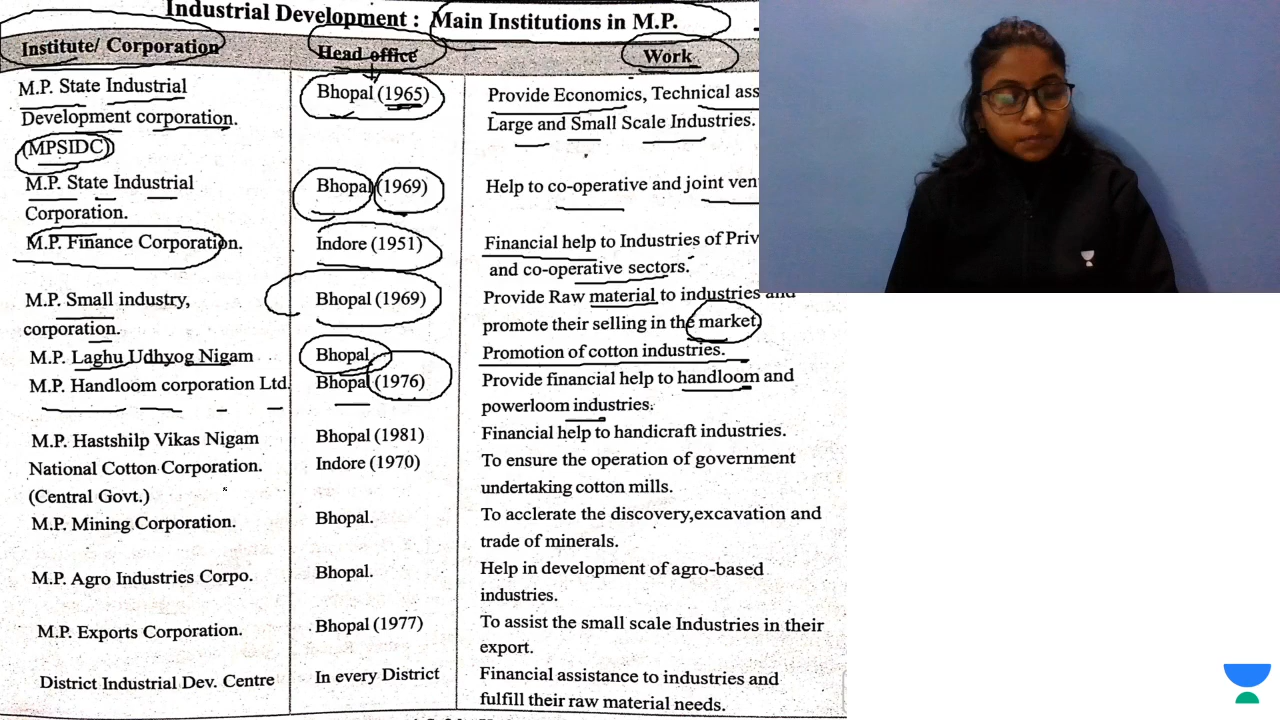 Industrial Development : Main Institutions in M.P.
Institute/ Corporation Head office Work
M.P. State Industrial Bhopal (1965) Provide Economics, Technical ass
Development corporation. Large and Small Scale Industries.
(MPSIDC)
M.P. State Industrial Bhopal (1969) Help to co-operative and joint ven
Corporation.
M.P. Finance Corporation. Indore (1951) Financial help to Industries of Priv
and co-operative sectors.
M.P. Small industry, Bhopal (1969) Provide Raw material to industries and
corporation. promote their selling in the market
M.P. Laghu Udhyog Nigam Bhopal Promotion of cotton industries.
M.P. Handloom corporation Ltd. Bhopal (1976) Provide financial help to handloom and
powerloom industries.
M.P. Hastshilp Vikas Nigam Bhopal (1981) Financial help to handicraft industries.
National Cotton Corporation. Indore (1970) To ensure the operation of government
(Central Govt.) undertaking cotton mills.
M.P. Mining Corporation. Bhopal. To acclerate the discovery,excavation and
trade of minerals.
M.P. Agro Industries Corpo. Bhopal. Help in development of agro-based
industries.
M.P. Exports Corporation. Bhopal (1977) To assist the small scale Industries in their
export.
District Industrial Dev. Centre In every District Financial assistance to industries and
fulfill their raw material needs.